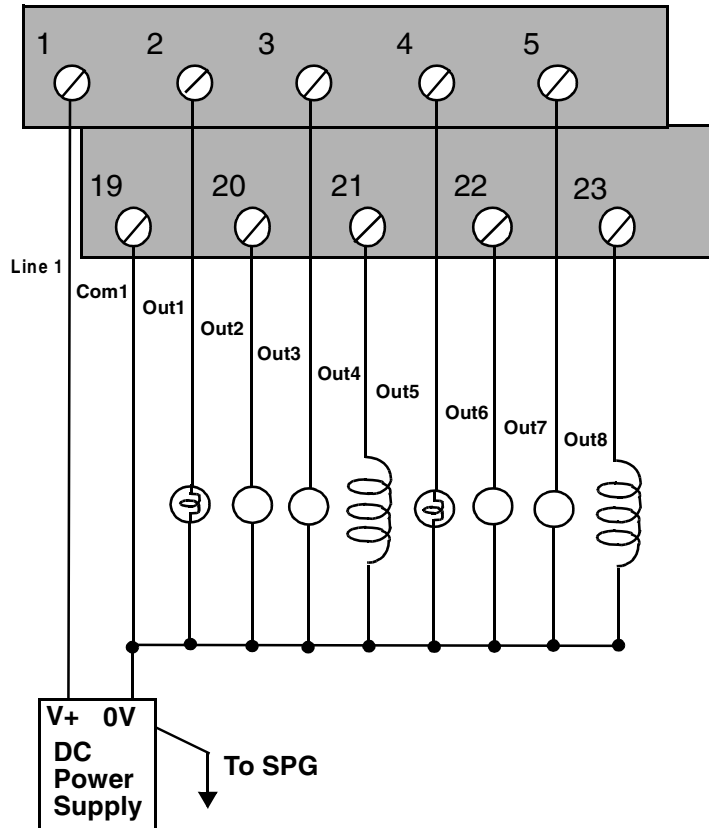 1 2 3 4 5
19 20 21 22 23
Line 1
Com1
Out1
Out2
Out3
Out4
Out5
Out6
Out7
Out8
V+ 0V
DC
Power
Supply
To SPG